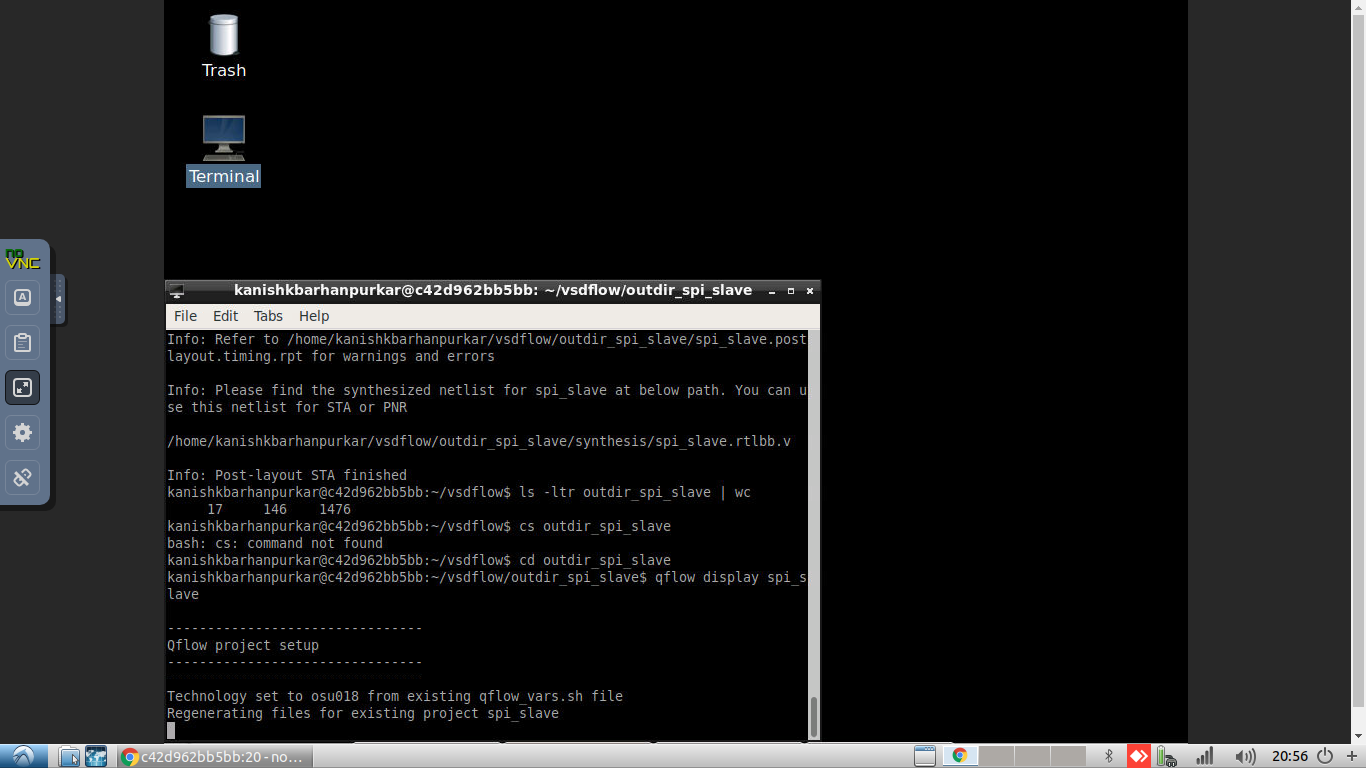 Trash
Terminal
no
VNC
A
kanishkbarhanpurkar@c42d962bb5bb: ~/vsdflow/outdir_spi_slave
File Edit Tabs Help
Info: Refer to /home/kanishkbarhanpurkar/vsdflow/outdir_spi_slave/spi_slave.post
layout.timing.rpt for warnings and errors
Info: Please find the synthesized netlist for spi_slave at below path. You can u
se this netlist for STA or PNR
/home/kanishkbarhanpurkar/vsdflow/outdir_spi_slave/synthesis/spi_slave.rtlbb.v
Info: Post-layout STA finished
kanishkbarhanpurkar@c42d962bb5bb:~/vsdflow$ ls -ltr outdir_spi_slave | wc
17 146 1476
kanishkbarhanpurkar@c42d962bb5bb:~/vsdflow$ cs outdir_spi_slave
bash: cs: command not found
kanishkbarhanpurkar@c42d962bb5bb:~/vsdflow$ cd outdir_spi_slave
kanishkbarhanpurkar@c42d962bb5bb:~/vsdflow/outdir_spi_slave$ qflow display spi_s
lave
--------------------------------
Qflow project setup
--------------------------------
Technology set to osu018 from existing qflow_vars.sh file
Regenerating files for existing project spi_slave
c42d962bb5bb:20 - no...
20:56